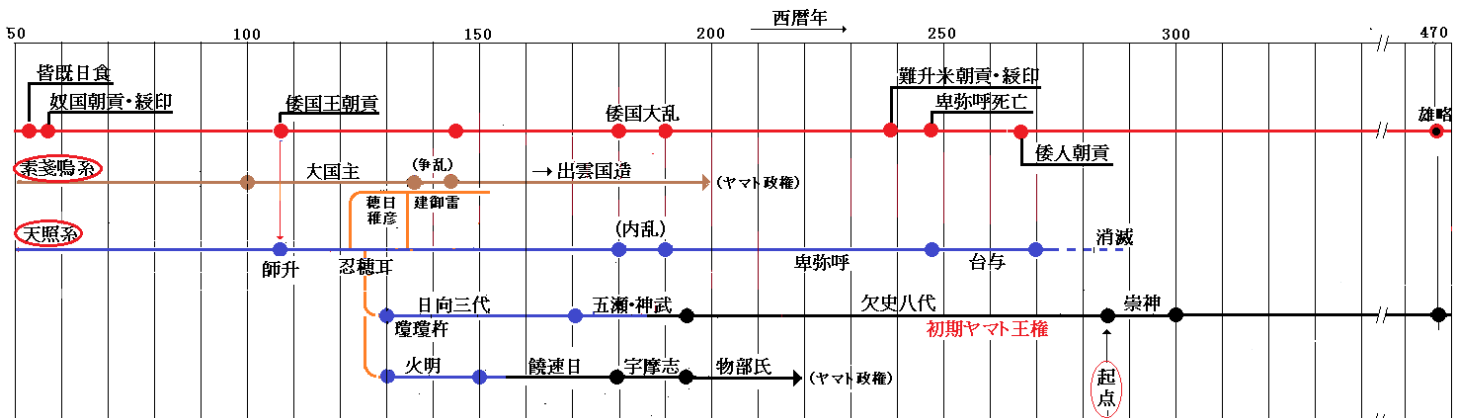 西暦年
50 100 150 200 250 300 470
皆既日食
奴国朝貢・綬印
倭国王朝貢
倭国大乱
難升米朝貢・綬印
卑弥呼死亡
倭人朝貢
雄略
素戔嗚系
大国主
(争乱)
→出雲国造
(ヤマト政権)
穂日
稚彦
建御雷
天照系
師升
忍穂耳
(内乱)
卑弥呼
台与
消滅
日向三代
瓊瓊杵
五瀬・神武
欠史八代
初期ヤマト王権
崇神
火明
饒速日
宇摩志
物部氏
(ヤマト政権)
起点